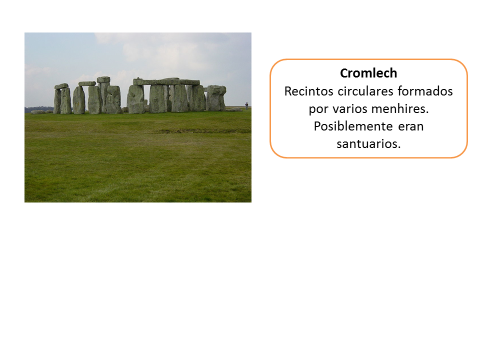 Cromlech
Recintos circulares formados
por varios menhires.
Posiblemente eran
santuarios.